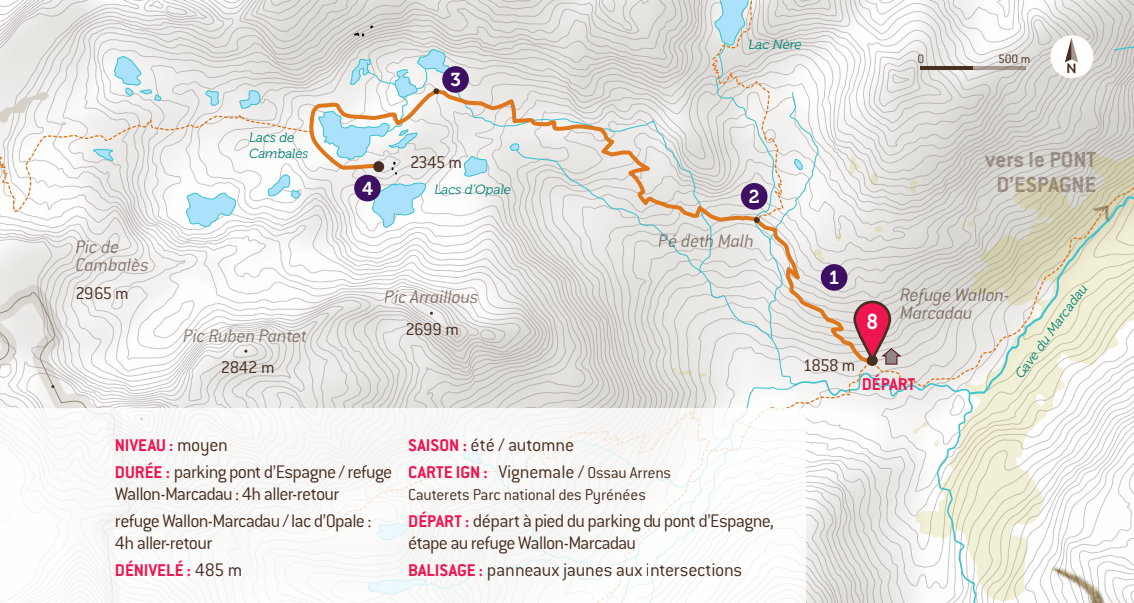 Lac Nère
0
500 m
N
3
Lacs de
Cambalès
2345 m
vers le PONT
D'ESPAGNE
4
Lacs d'Opale
2
Pé deth Malh
Pic de
Cambalès
2965 m
1
Pic Arraillous
2699 m
Refuge Wallon-
Marcadau
8
Gave du Marcadau
Pic Ruben Pantet
2842 m
1858 m
DÉPART
NIVEAU : moyen
DURÉE : parking pont d'Espagne / refuge
Wallon-Marcadau : 4h aller-retour
refuge Wallon-Marcadau / lac d'Opale :
4h aller-retour
DÉNIVELÉ : 485 m
SAISON : été / automne
CARTE IGN : Vignemale / Ossau Arrens
Cauterets Parc national des Pyrénées
DÉPART : départ à pied du parking du pont d'Espagne,
étape au refuge Wallon-Marcadau
BALISAGE : panneaux jaunes aux intersections